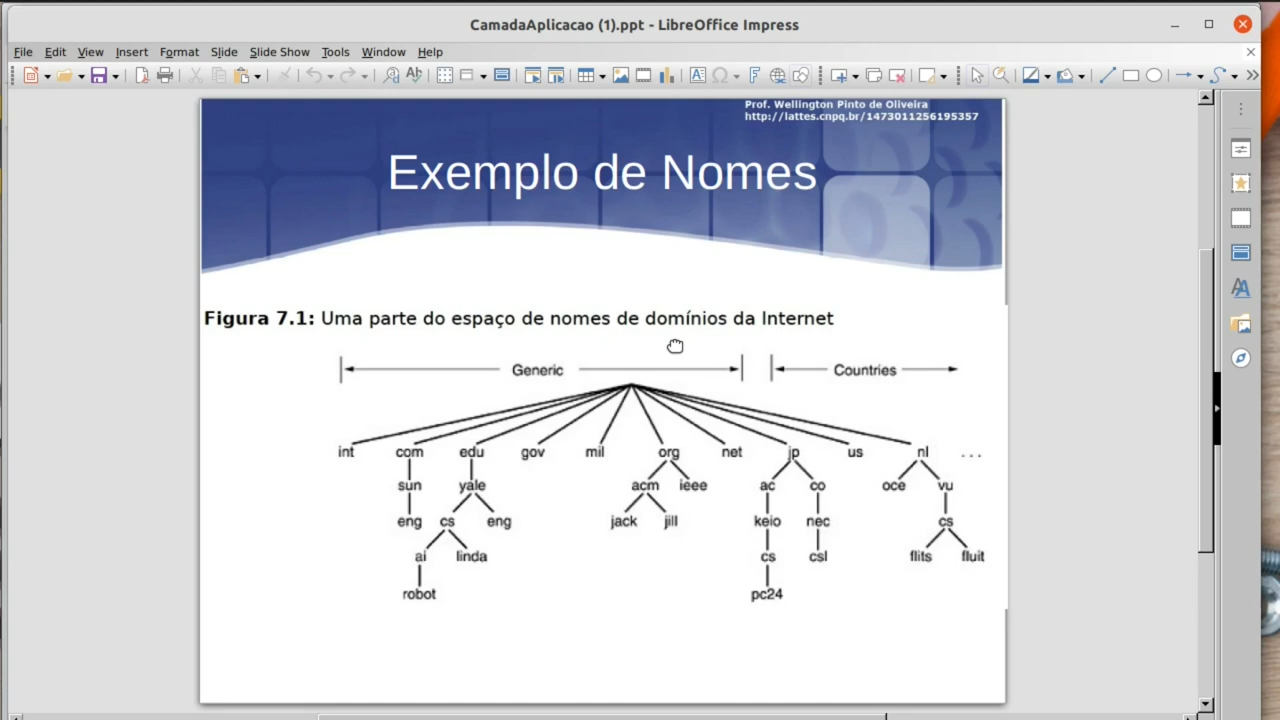 CamadaAplicacao (1).ppt - LibreOffice Impress
File Edit View Insert Format Slide Slide Show Tools Window Help
Prof. Wellington Pinto de Oliveira
http://lattes.cnpq.br/1473011256195357
Exemplo de Nomes
Figura 7.1: Uma parte do espaço de nomes de domínios da Internet
Generic Countries
int com edu gov mil org net jp us nl ...
sun yale acm ieee ac co oce vu
eng cs eng jack jill keio nec cs
ai linda cs csl flits fluit
robot pc24